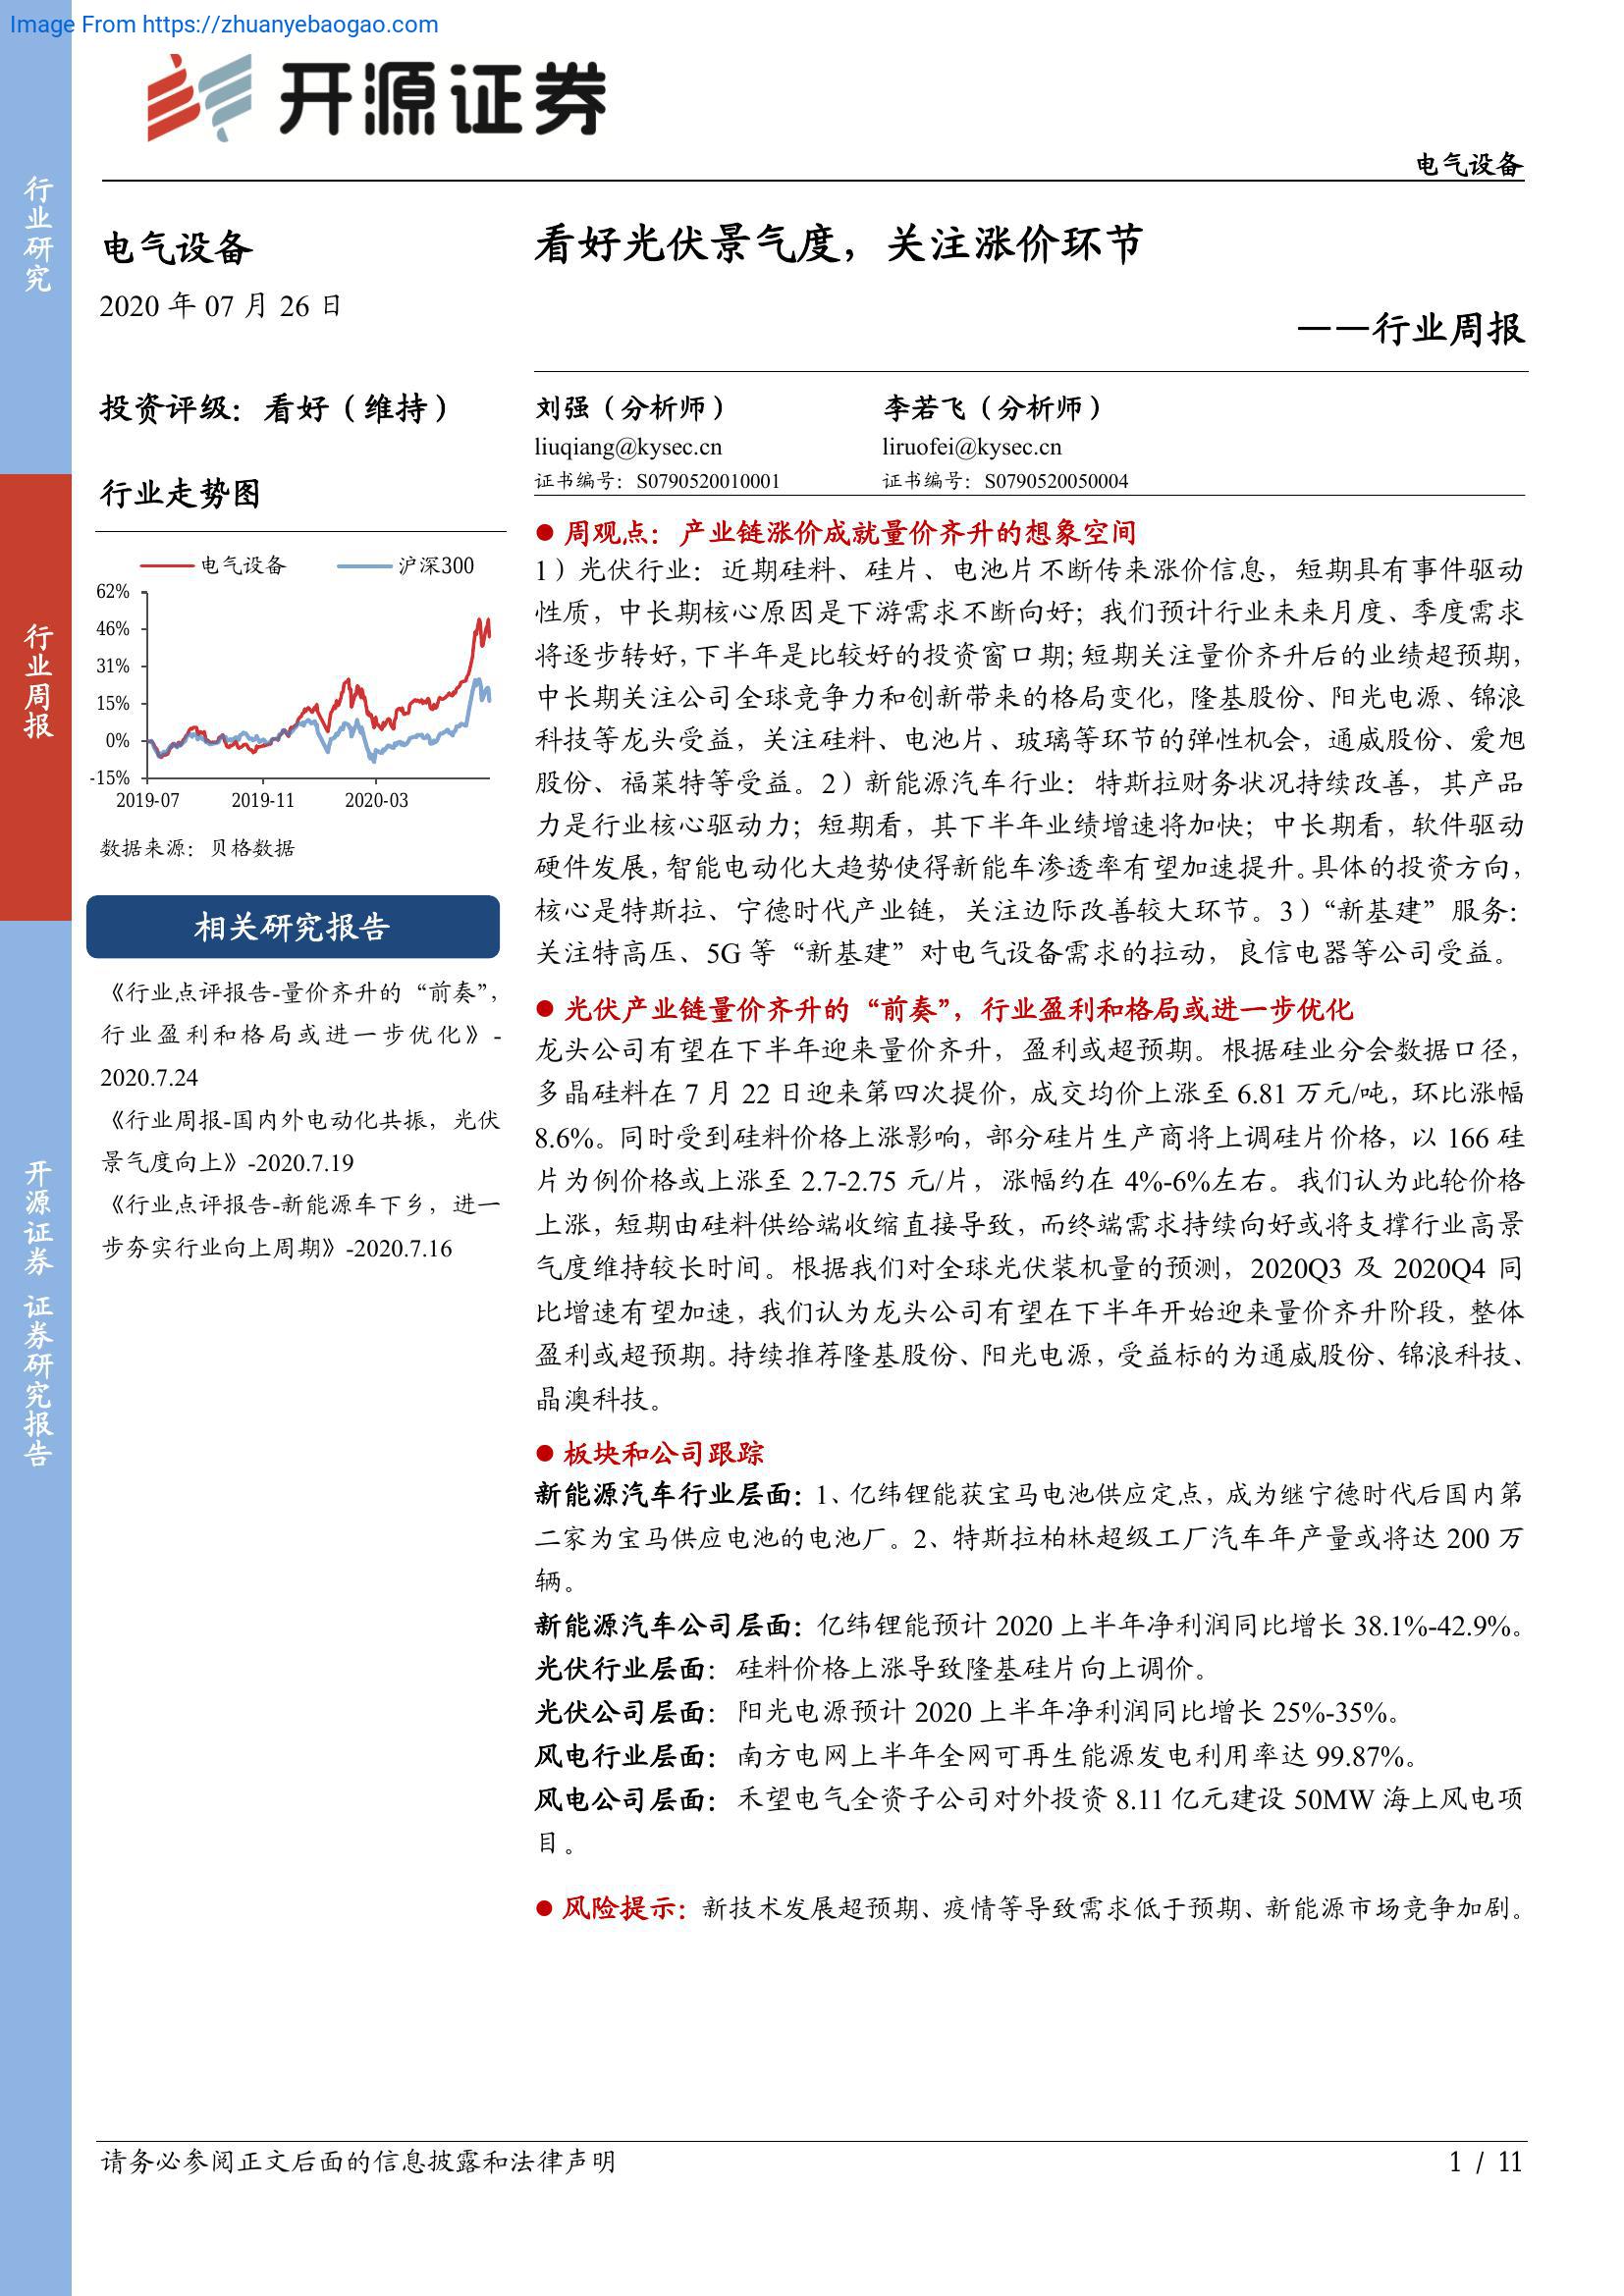 Image From https://zhuanyebaogao.com
开源证券
电气设备
行业研究
行业周报
开源证券 证券研究报告
电气设备
2020 年 07 月 26 日
投资评级：看好（维持）
行业走势图
电气设备 沪深300
62%
46%
31%
15%
0%
-15%
2019-07 2019-11 2020-03
数据来源：贝格数据
相关研究报告
《行业点评报告-量价齐升的“前奏”，
行业盈利和格局或进一步优化》-
2020.7.24
《行业周报-国内外电动化共振，光伏
景气度向上》-2020.7.19
《行业点评报告-新能源车下乡，进一
步夯实行业向上周期》-2020.7.16
看好光伏景气度，关注涨价环节
——行业周报
刘强（分析师） 李若飞（分析师）
liuqiang@kysec.cn liruofei@kysec.cn
证书编号：S0790520010001 证书编号：S0790520050004
● 周观点：产业链涨价成就量价齐升的想象空间
1）光伏行业：近期硅料、硅片、电池片不断传来涨价信息，短期具有事件驱动
性质，中长期核心原因是下游需求不断向好；我们预计行业未来月度、季度需求
将逐步转好，下半年是比较好的投资窗口期；短期关注量价齐升后的业绩超预期，
中长期关注公司全球竞争力和创新带来的格局变化，隆基股份、阳光电源、锦浪
科技等龙头受益，关注硅料、电池片、玻璃等环节的弹性机会，通威股份、爱旭
股份、福莱特等受益。2）新能源汽车行业：特斯拉财务状况持续改善，其产品
力是行业核心驱动力；短期看，其下半年业绩增速将加快；中长期看，软件驱动
硬件发展，智能电动化大趋势使得新能车渗透率有望加速提升。具体的投资方向，
核心是特斯拉、宁德时代产业链，关注边际改善较大环节。3）“新基建”服务：
关注特高压、5G 等“新基建”对电气设备需求的拉动，良信电器等公司受益。
● 光伏产业链量价齐升的“前奏”，行业盈利和格局或进一步优化
龙头公司有望在下半年迎来量价齐升，盈利或超预期。根据硅业分会数据口径，
多晶硅料在 7 月 22 日迎来第四次提价，成交均价上涨至 6.81 万元/吨，环比涨幅
8.6%。同时受到硅料价格上涨影响，部分硅片生产商将上调硅片价格，以 166 硅
片为例价格或上涨至 2.7-2.75 元/片，涨幅约在 4%-6%左右。我们认为此轮价格
上涨，短期由硅料供给端收缩直接导致，而终端需求持续向好或将支撑行业高景
气度维持较长时间。根据我们对全球光伏装机量的预测，2020Q3 及 2020Q4 同
比增速有望加速，我们认为龙头公司有望在下半年开始迎来量价齐升阶段，整体
盈利或超预期。持续推荐隆基股份、阳光电源，受益标的为通威股份、锦浪科技、
晶澳科技。
● 板块和公司跟踪
新能源汽车行业层面：1、亿纬锂能获宝马电池供应定点，成为继宁德时代后国内第
二家为宝马供应电池的电池厂。2、特斯拉柏林超级工厂汽车年产量或将达 200 万
辆。
新能源汽车公司层面：亿纬锂能预计 2020 上半年净利润同比增长 38.1%-42.9%。
光伏行业层面：硅料价格上涨导致隆基硅片向上调价。
光伏公司层面：阳光电源预计 2020 上半年净利润同比增长 25%-35%。
风电行业层面：南方电网上半年全网可再生能源发电利用率达 99.87%。
风电公司层面：禾望电气全资子公司对外投资 8.11 亿元建设 50MW 海上风电项
目。
● 风险提示：新技术发展超预期、疫情等导致需求低于预期、新能源市场竞争加剧。
请务必参阅正文后面的信息披露和法律声明
1 / 11